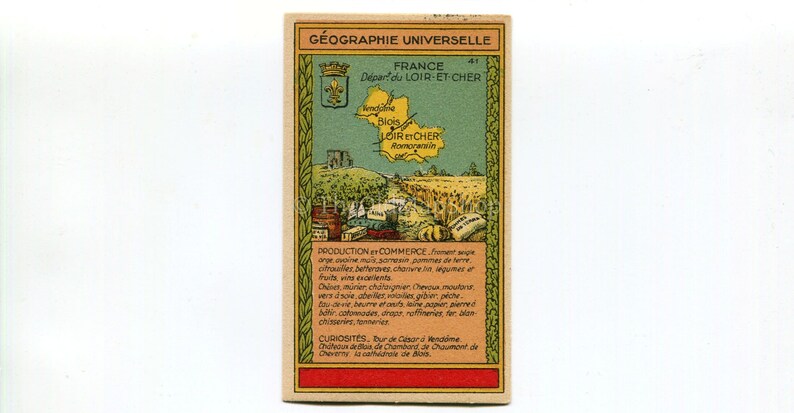 GÉOGRAPHIE UNIVERSELLE
41
FRANCE
Départ. du LOIR-ET-CHER
Vendôme
Blois
Loire
LOIR ET CHER
Romorantin
Cher
PRODUCTION ET COMMERCE _ froment, seigle,
orge, avoine, maïs, sarrasin, pommes de terre,
citrouilles, betteraves, chanvre, lin, légumes et
fruits, vins excellents.
Chênes, mûrier, châtaignier. Chevaux, moutons,
vers à soie, abeilles, volailles, gibier, pêche.
Eau-de-vie, beurre et œufs, laine, papier, pierre à
bâtir, cotonnades, draps, raffineries, fer, blan-
chisseries, tanneries.
CURIOSITÉS_ Tour de César à Vendôme.
Châteaux de Blois, de Chambord, de Chaumont, de
Cheverny, la cathédrale de Blois.